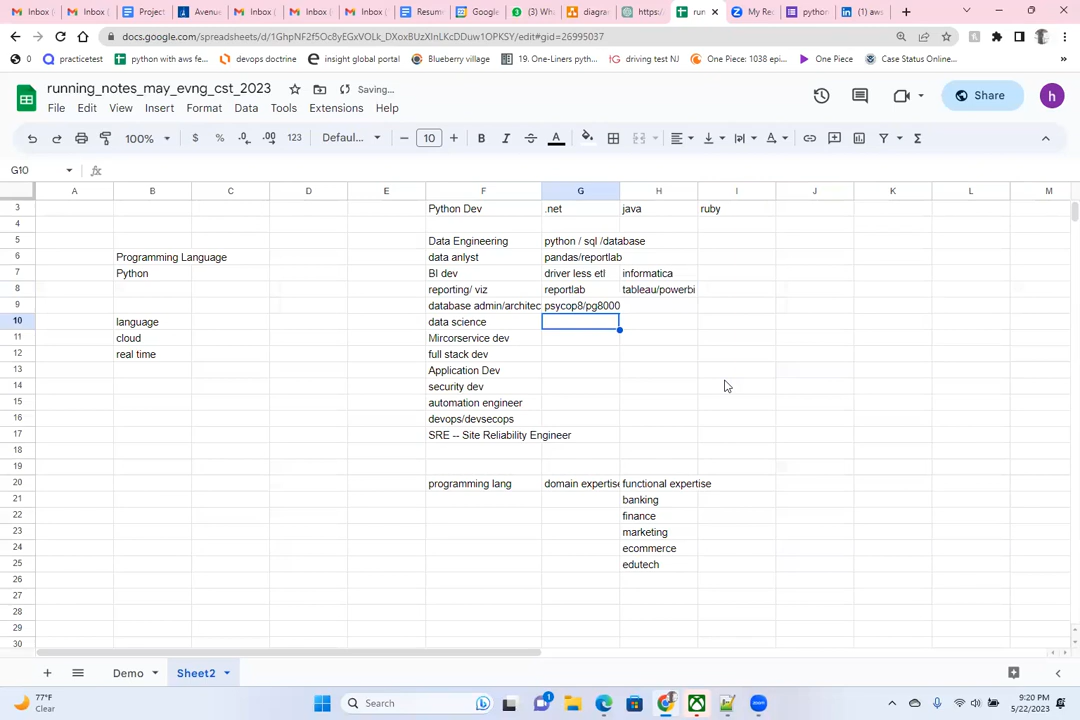 Inbox (
Inbox (
Project
Avenue
Inbox (
Inbox (
Inbox (
Resum
Google
(3) Wh
diagra
https:/
run
My Re
python
(1) aws
docs.google.com/spreadsheets/d/1GhpNF2f5Oc8yEGxVOLk_DXoxBUzXInLKcDDuw1OPKSY/edit#gid=26995037
0
practicetest
python with aws fe...
devops doctrine
insight global portal
Blueberry village
19. One-Liners pyth...
driving test NJ
One Piece: 1038 epi...
One Piece
Case Status Online...
running_notes_may_evng_cst_2023 Saving...
File Edit View Insert Format Data Tools Extensions Help
Share
h
100% $ % .0 .00 123 Defaul... 10 B I A
G10 fx
A B C D E F G H I J K L M
3 Python Dev .net java ruby
4
5 Data Engineering python / sql /database
6 Programming Language data anlyst pandas/reportlab
7 Python BI dev driver less etl informatica
8 reporting/ viz reportlab tableau/powerbi
9 database admin/architec psycop8/pg8000
10 language data science
11 cloud Mircorservice dev
12 real time full stack dev
13 Application Dev
14 security dev
15 automation engineer
16 devops/devsecops
17 SRE -- Site Reliability Engineer
18
19
20 programming lang domain expertise functional expertise
21 banking
22 finance
23 marketing
24 ecommerce
25 edutech
26
27
28
29
30
Demo Sheet2
77°F
Clear
Search
1
9:20 PM
5/22/2023